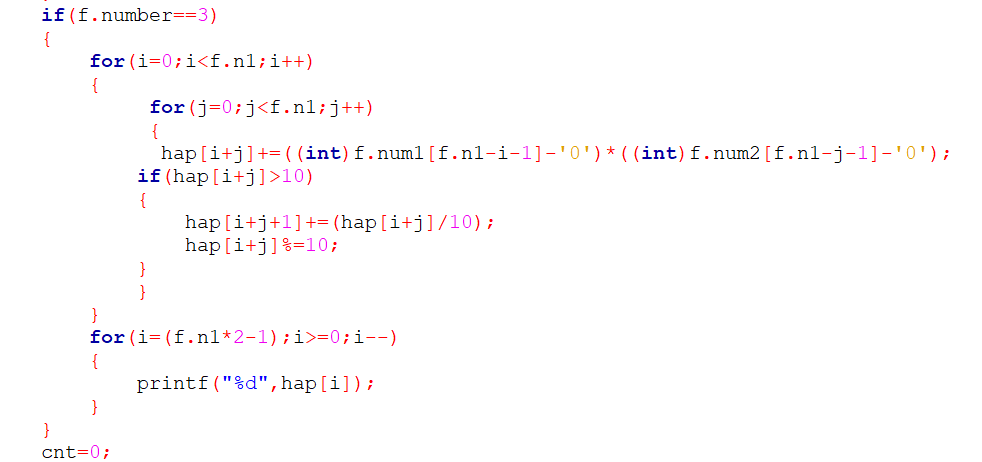 if(f.number==3)
{
for(i=0;i<f.n1;i++)
{
for(j=0;j<f.n1;j++)
{
hap[i+j]+=((int)f.num1[f.n1-i-1]-'0')*((int)f.num2[f.n1-j-1]-'0');
if(hap[i+j]>10)
{
hap[i+j+1]+=(hap[i+j]/10);
hap[i+j]%=10;
}
}
}
for(i=(f.n1*2-1);i>=0;i--)
{
printf("%d",hap[i]);
}
}
cnt=0;